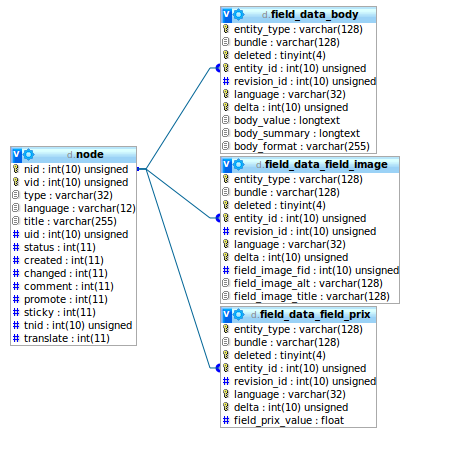 d.field_data_body
entity_type : varchar(128)
bundle : varchar(128)
deleted : tinyint(4)
entity_id : int(10) unsigned
revision_id : int(10) unsigned
language : varchar(32)
delta : int(10) unsigned
body_value : longtext
body_summary : longtext
body_format : varchar(255)
d.node
nid : int(10) unsigned
vid : int(10) unsigned
type : varchar(32)
language : varchar(12)
title : varchar(255)
uid : int(10) unsigned
status : int(11)
created : int(11)
changed : int(11)
comment : int(11)
promote : int(11)
sticky : int(11)
tnid : int(10) unsigned
translate : int(11)
d.field_data_field_image
entity_type : varchar(128)
bundle : varchar(128)
deleted : tinyint(4)
entity_id : int(10) unsigned
revision_id : int(10) unsigned
language : varchar(32)
delta : int(10) unsigned
field_image_fid : int(10) unsigned
field_image_alt : varchar(128)
field_image_title : varchar(128)
d.field_data_field_prix
entity_type : varchar(128)
bundle : varchar(128)
deleted : tinyint(4)
entity_id : int(10) unsigned
revision_id : int(10) unsigned
language : varchar(32)
delta : int(10) unsigned
field_prix_value : float